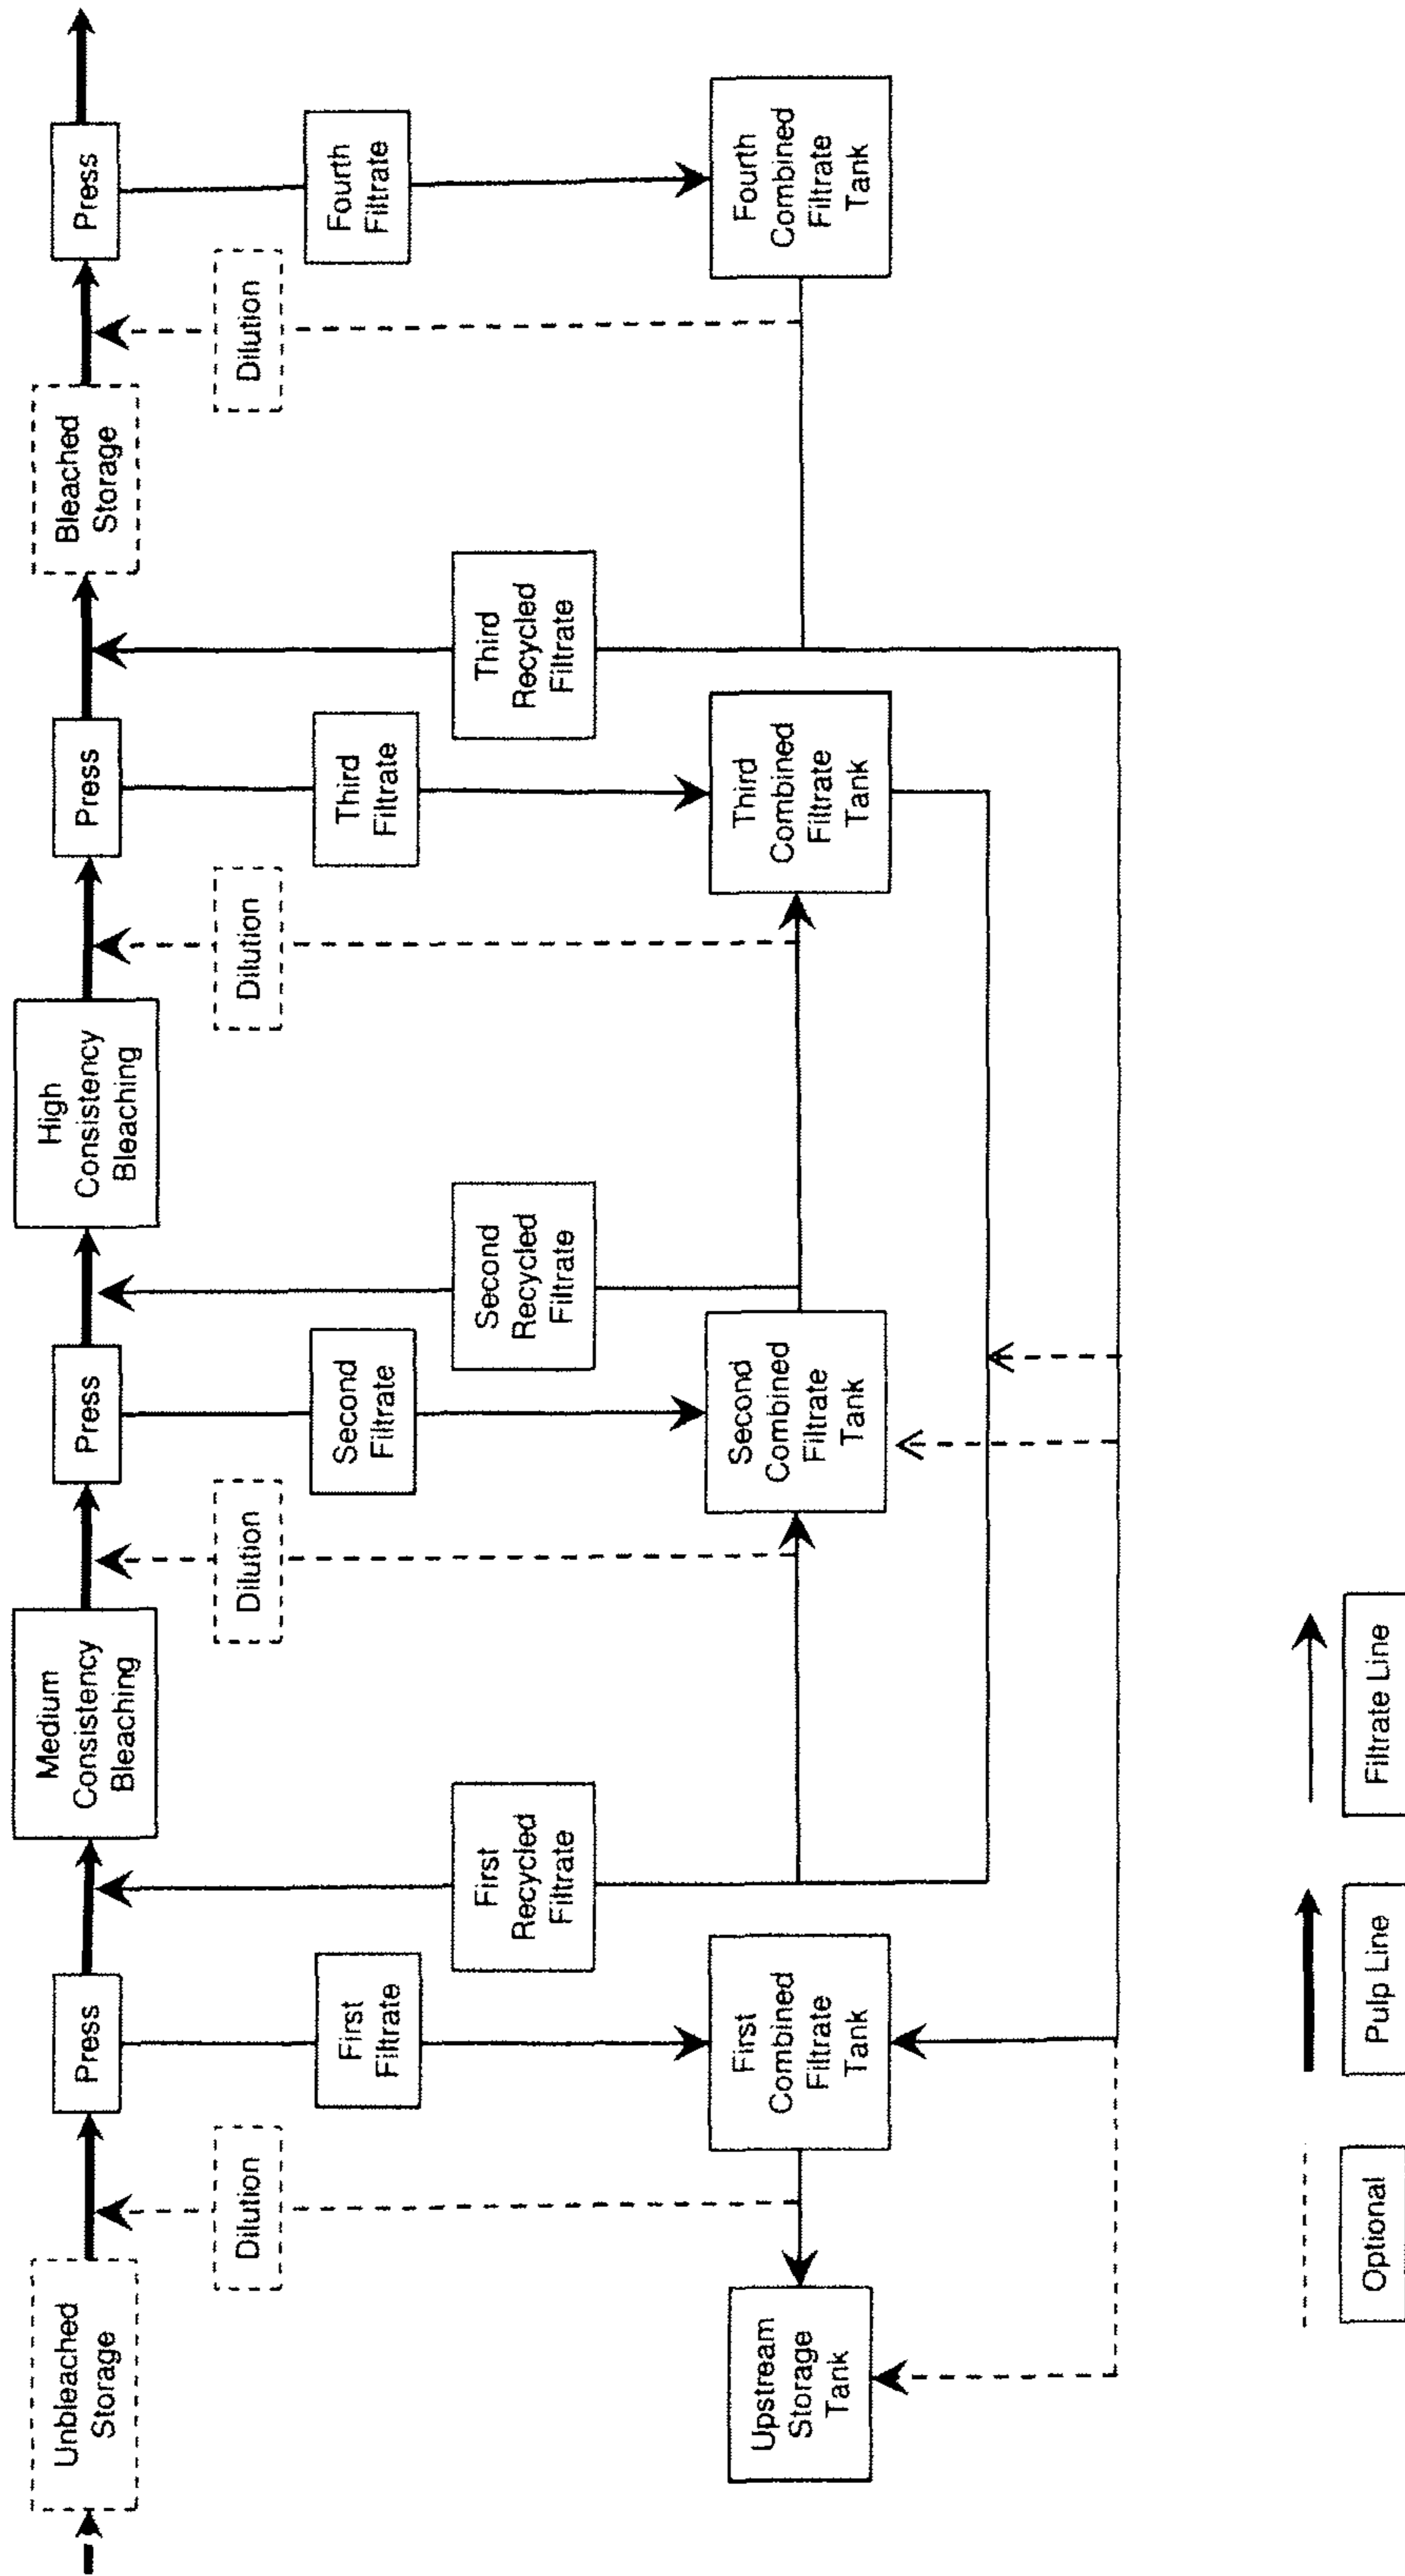 Unbleached
Storage
Press
Medium
Consistency
Bleaching
Press
High
Consistency
Bleaching
Press
Bleached
Storage
Press
Dilution
Dilution
Dilution
Dilution
First
Filtrate
Second
Filtrate
Third
Filtrate
Fourth
Filtrate
First
Recycled
Filtrate
Second
Recycled
Filtrate
Third
Recycled
Filtrate
Upstream
Storage
Tank
First
Combined
Filtrate
Tank
Second
Combined
Filtrate
Tank
Third
Combined
Filtrate
Tank
Fourth
Combined
Filtrate
Tank
Optional
Pulp Line
Filtrate Line